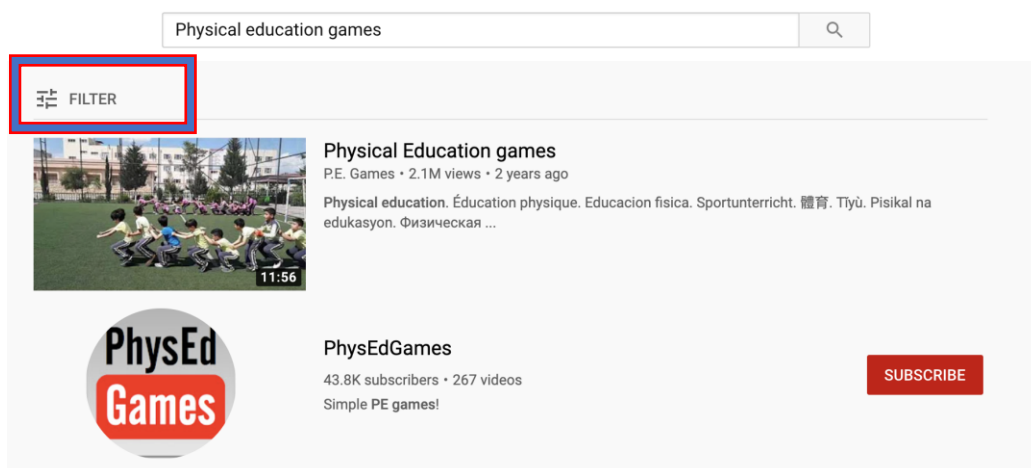 Physical education games
FILTER
Physical Education games
P.E. Games • 2.1M views • 2 years ago
Physical education. Éducation physique. Educacion fisica. Sportunterricht. 體育. Tǐyù. Pisikal na
edukasyon. Физическая ...
11:56
PhysEd
Games
PhysEdGames
43.8K subscribers • 267 videos
Simple PE games!
SUBSCRIBE